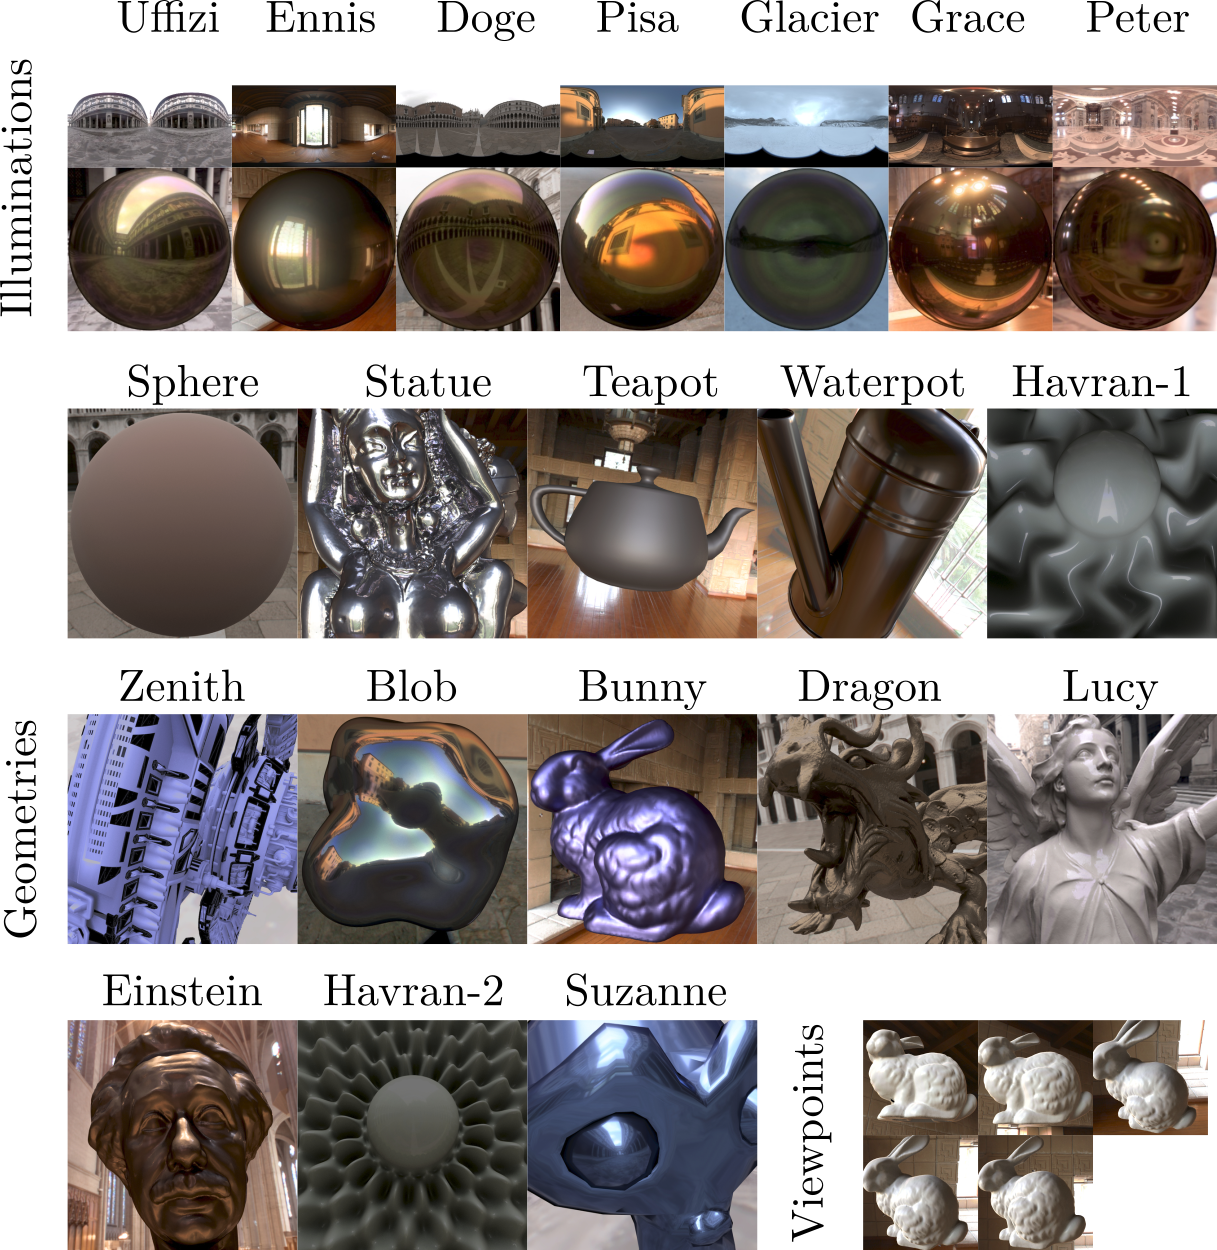 Uffizi Ennis Doge Pisa Glacier Grace Peter
Illuminations
Sphere Statue Teapot Waterpot Havran-1
Zenith Blob Bunny Dragon Lucy
Geometries
Einstein Havran-2 Suzanne
Viewpoints